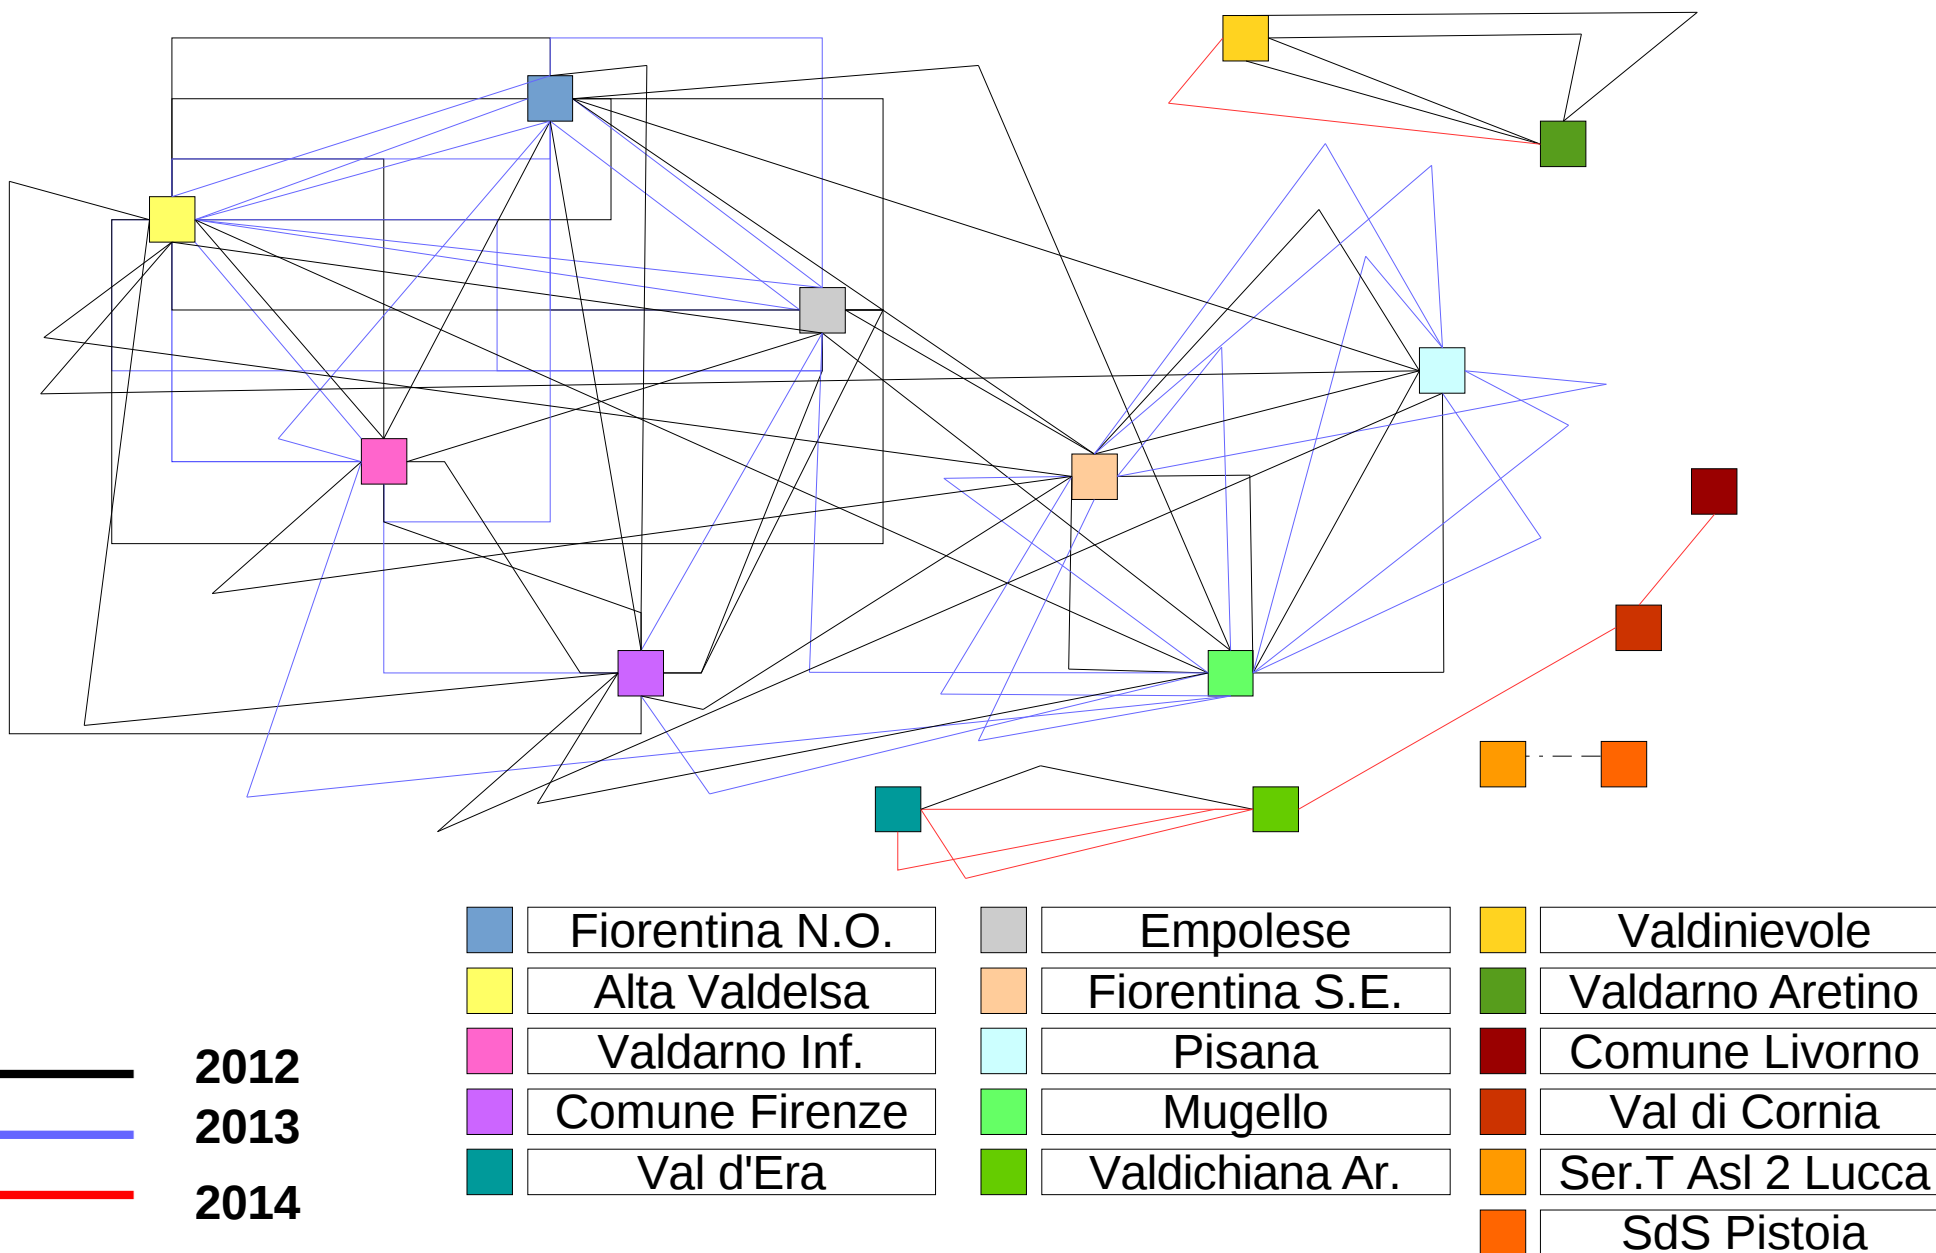 Fiorentina N.O.
Empolese
Valdinievole
Alta Valdelsa
Fiorentina S.E.
Valdarno Aretino
2012
Valdarno Inf.
Pisana
Comune Livorno
2013
Comune Firenze
Mugello
Val di Cornia
2014
Val d'Era
Valdichiana Ar.
Ser.T Asl 2 Lucca
SdS Pistoia